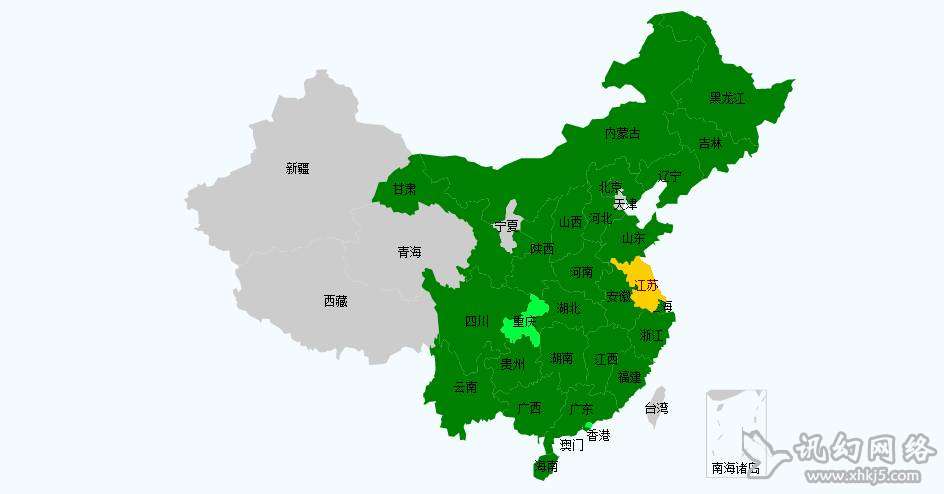 黑龙江
内蒙古
吉林
新疆
辽宁
北京
甘肃
天津
宁夏
山西
河北
山东
青海
陕西
河南
江苏
西藏
安徽
海
四川
重庆
湖北
浙江
贵州
湖南
江西
福建
云南
广西
广东
台湾
香港
澳门
海南
南海诸岛
讯幻网络
www.xhkj5.com